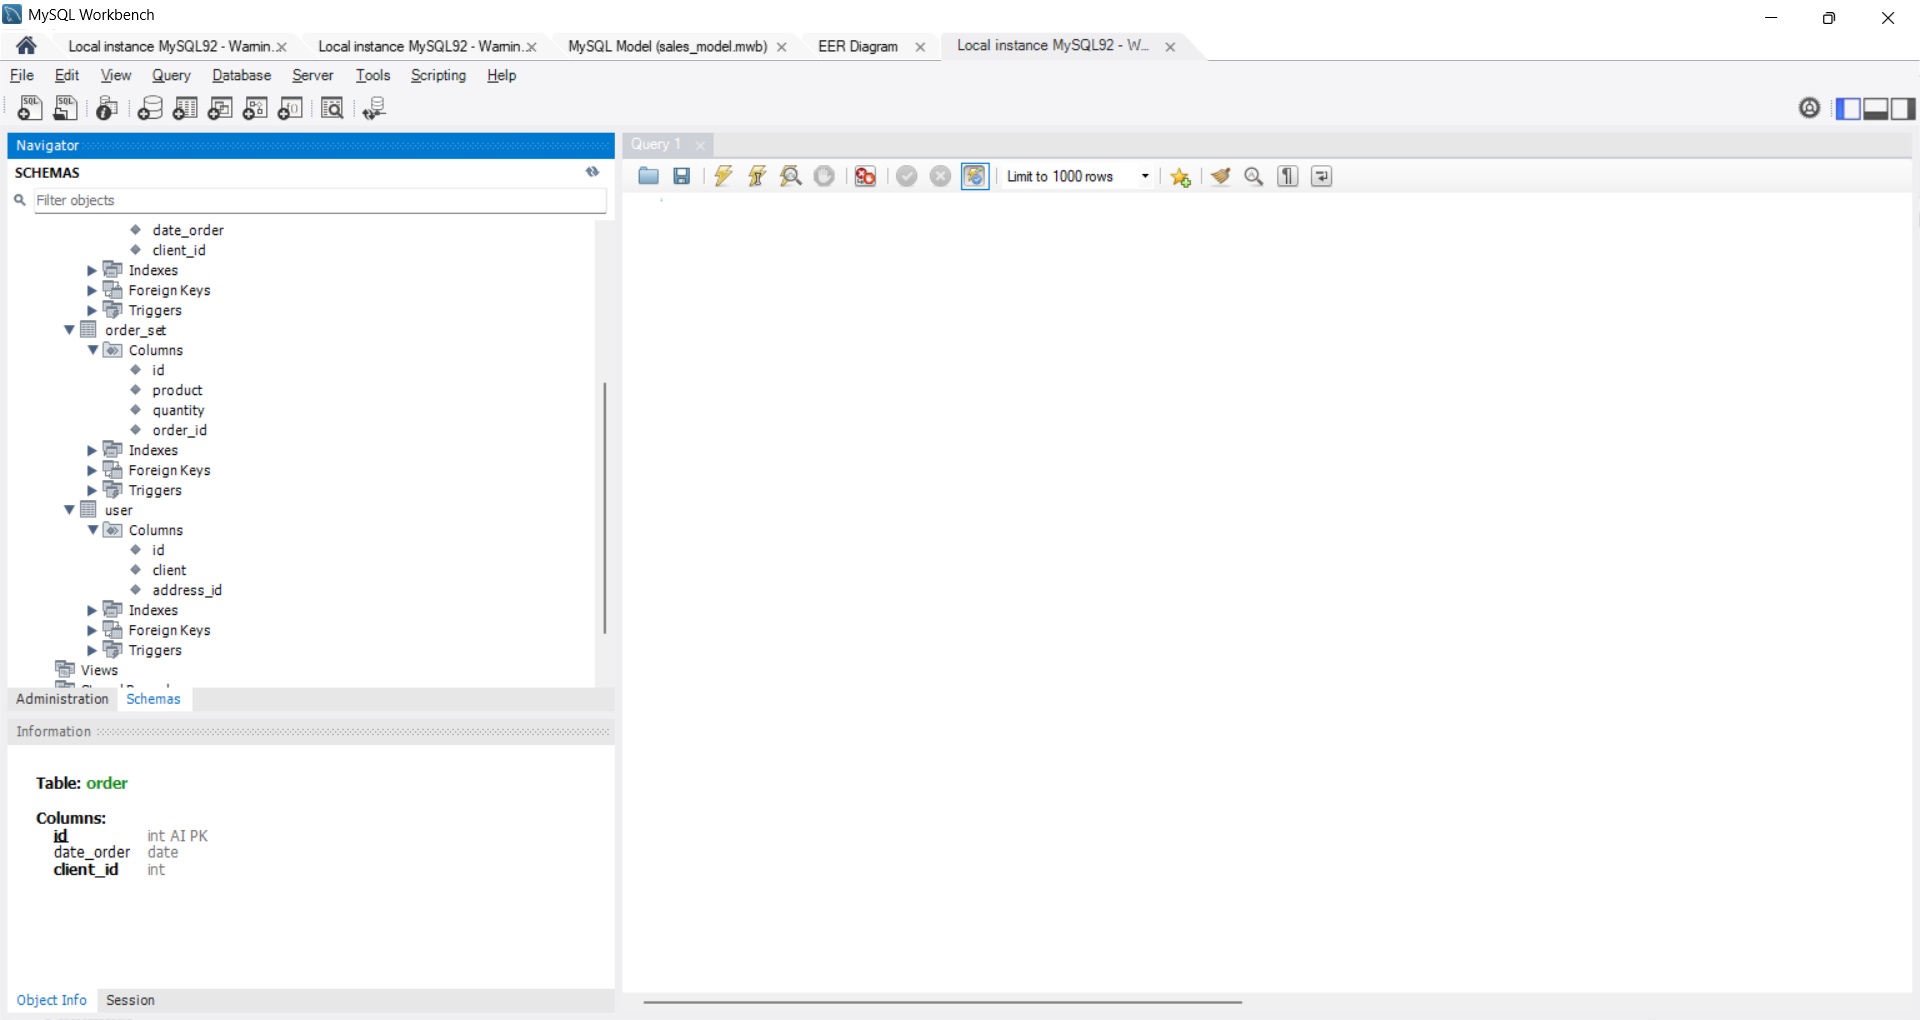 MySQL Workbench
Local instance MySQL92 - Warnin.
Local instance MySQL92 - Warnin.
MySQL Model (sales_model.mwb)
EER Diagram
Local instance MySQL92 - W...
File Edit View Query Database Server Tools Scripting Help
Navigator
Query 1
SCHEMAS
Limit to 1000 rows
Filter objects
date_order
client_id
Indexes
Foreign Keys
Triggers
order_set
Columns
id
product
quantity
order_id
Indexes
Foreign Keys
Triggers
user
Columns
id
client
address_id
Indexes
Foreign Keys
Triggers
Views
Administration Schemas
Information
Table: order
Columns:
id int AI PK
date_order date
client_id int
Object Info Session